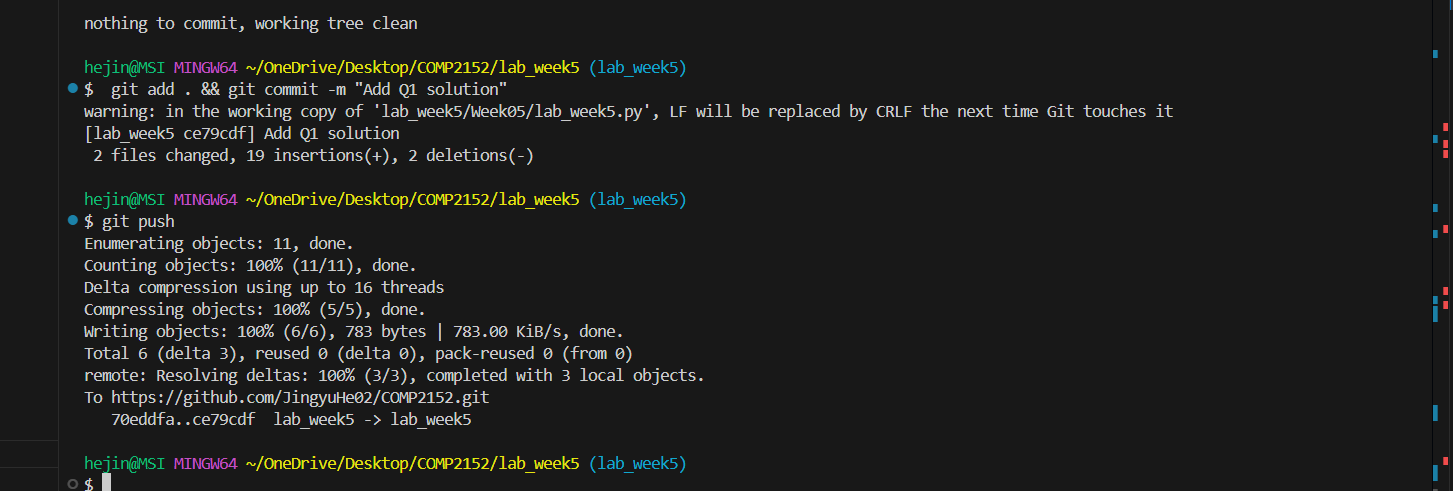 nothing to commit, working tree clean
hejin@MSI MINGW64 ~/OneDrive/Desktop/COMP2152/lab_week5 (lab_week5)
$  git add . && git commit -m "Add Q1 solution"
warning: in the working copy of 'lab_week5/Week05/lab_week5.py', LF will be replaced by CRLF the next time Git touches it
[lab_week5 ce79cdf] Add Q1 solution
 2 files changed, 19 insertions(+), 2 deletions(-)
hejin@MSI MINGW64 ~/OneDrive/Desktop/COMP2152/lab_week5 (lab_week5)
$ git push
Enumerating objects: 11, done.
Counting objects: 100% (11/11), done.
Delta compression using up to 16 threads
Compressing objects: 100% (5/5), done.
Writing objects: 100% (6/6), 783 bytes | 783.00 KiB/s, done.
Total 6 (delta 3), reused 0 (delta 0), pack-reused 0 (from 0)
remote: Resolving deltas: 100% (3/3), completed with 3 local objects.
To https://github.com/JingyuHe02/COMP2152.git
   70eddfa..ce79cdf  lab_week5 -> lab_week5
hejin@MSI MINGW64 ~/OneDrive/Desktop/COMP2152/lab_week5 (lab_week5)
$